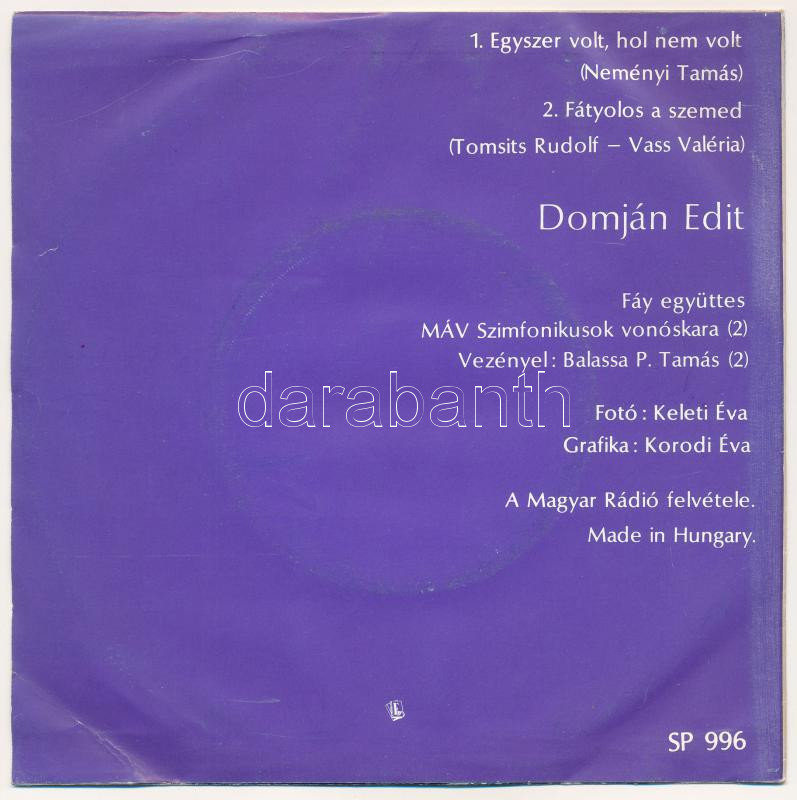 1. Egyszer volt, hol nem volt
(Neményi Tamás)
2. Fátyolos a szemed
(Tomsits Rudolf – Vass Valéria)
Domján Edit
Fáy együttes
MÁV Szimfonikusok vonóskara (2)
Vezényel: Balassa P. Tamás (2)
darabanth
Fotó: Keleti Éva
Grafika: Korodi Éva
A Magyar Rádió felvétele.
Made in Hungary.
SP 996